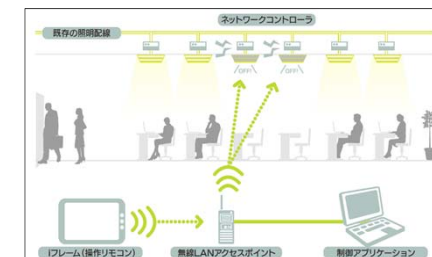 ネットワークコントローラ
既存の照明配線
OFF!
OFF!
iフレーム(操作リモコン)
無線LANアクセスポイント
制御アプリケーション